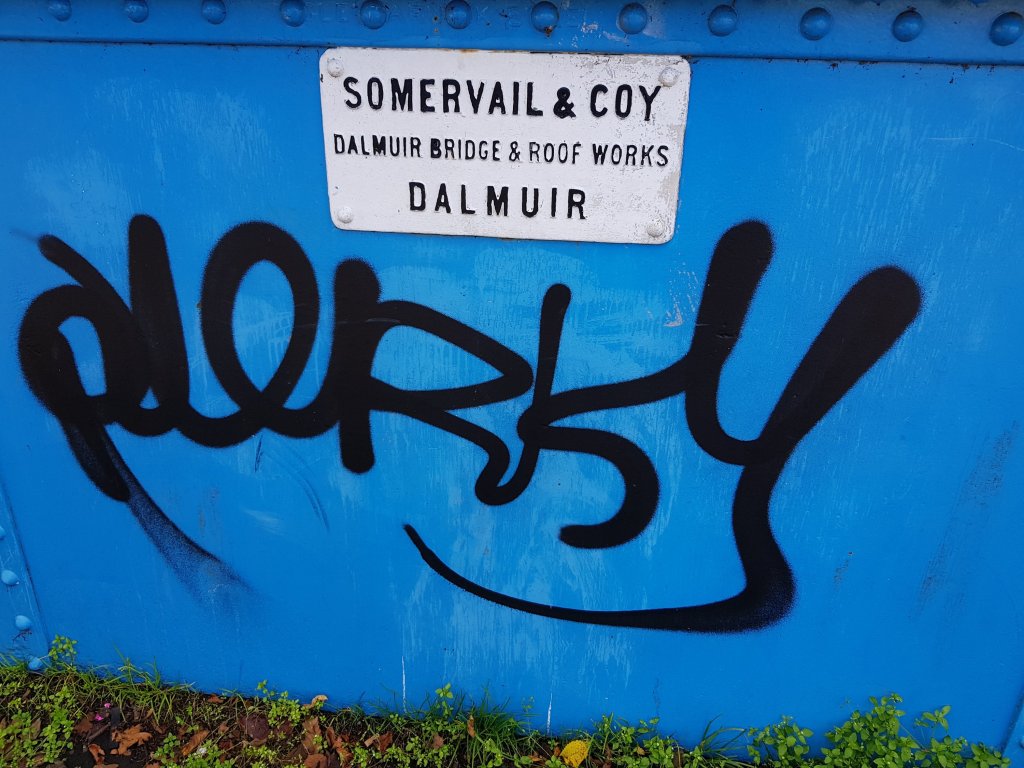 SOMERVAIL & COY
DALMUIR BRIDGE & ROOF WORKS
DALMUIR